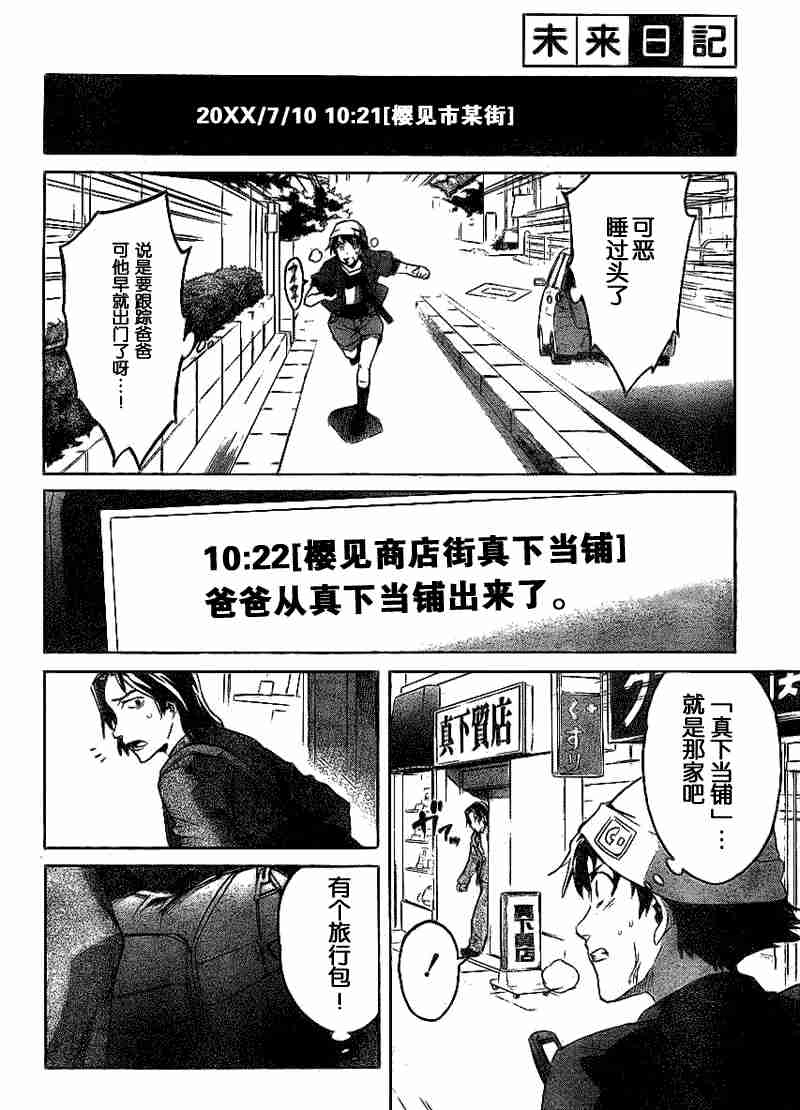 未来日記
20XX/7/10 10:21[樱见市某街]
可恶
睡过头了
说是要跟踪爸爸
可他早就出门了呀……!
10:22[樱见商店街真下当铺]
爸爸从真下当铺出来了。
「真下当铺」…
就是那家吧
真下質店
くすり
真下質店
!
有个旅行包!